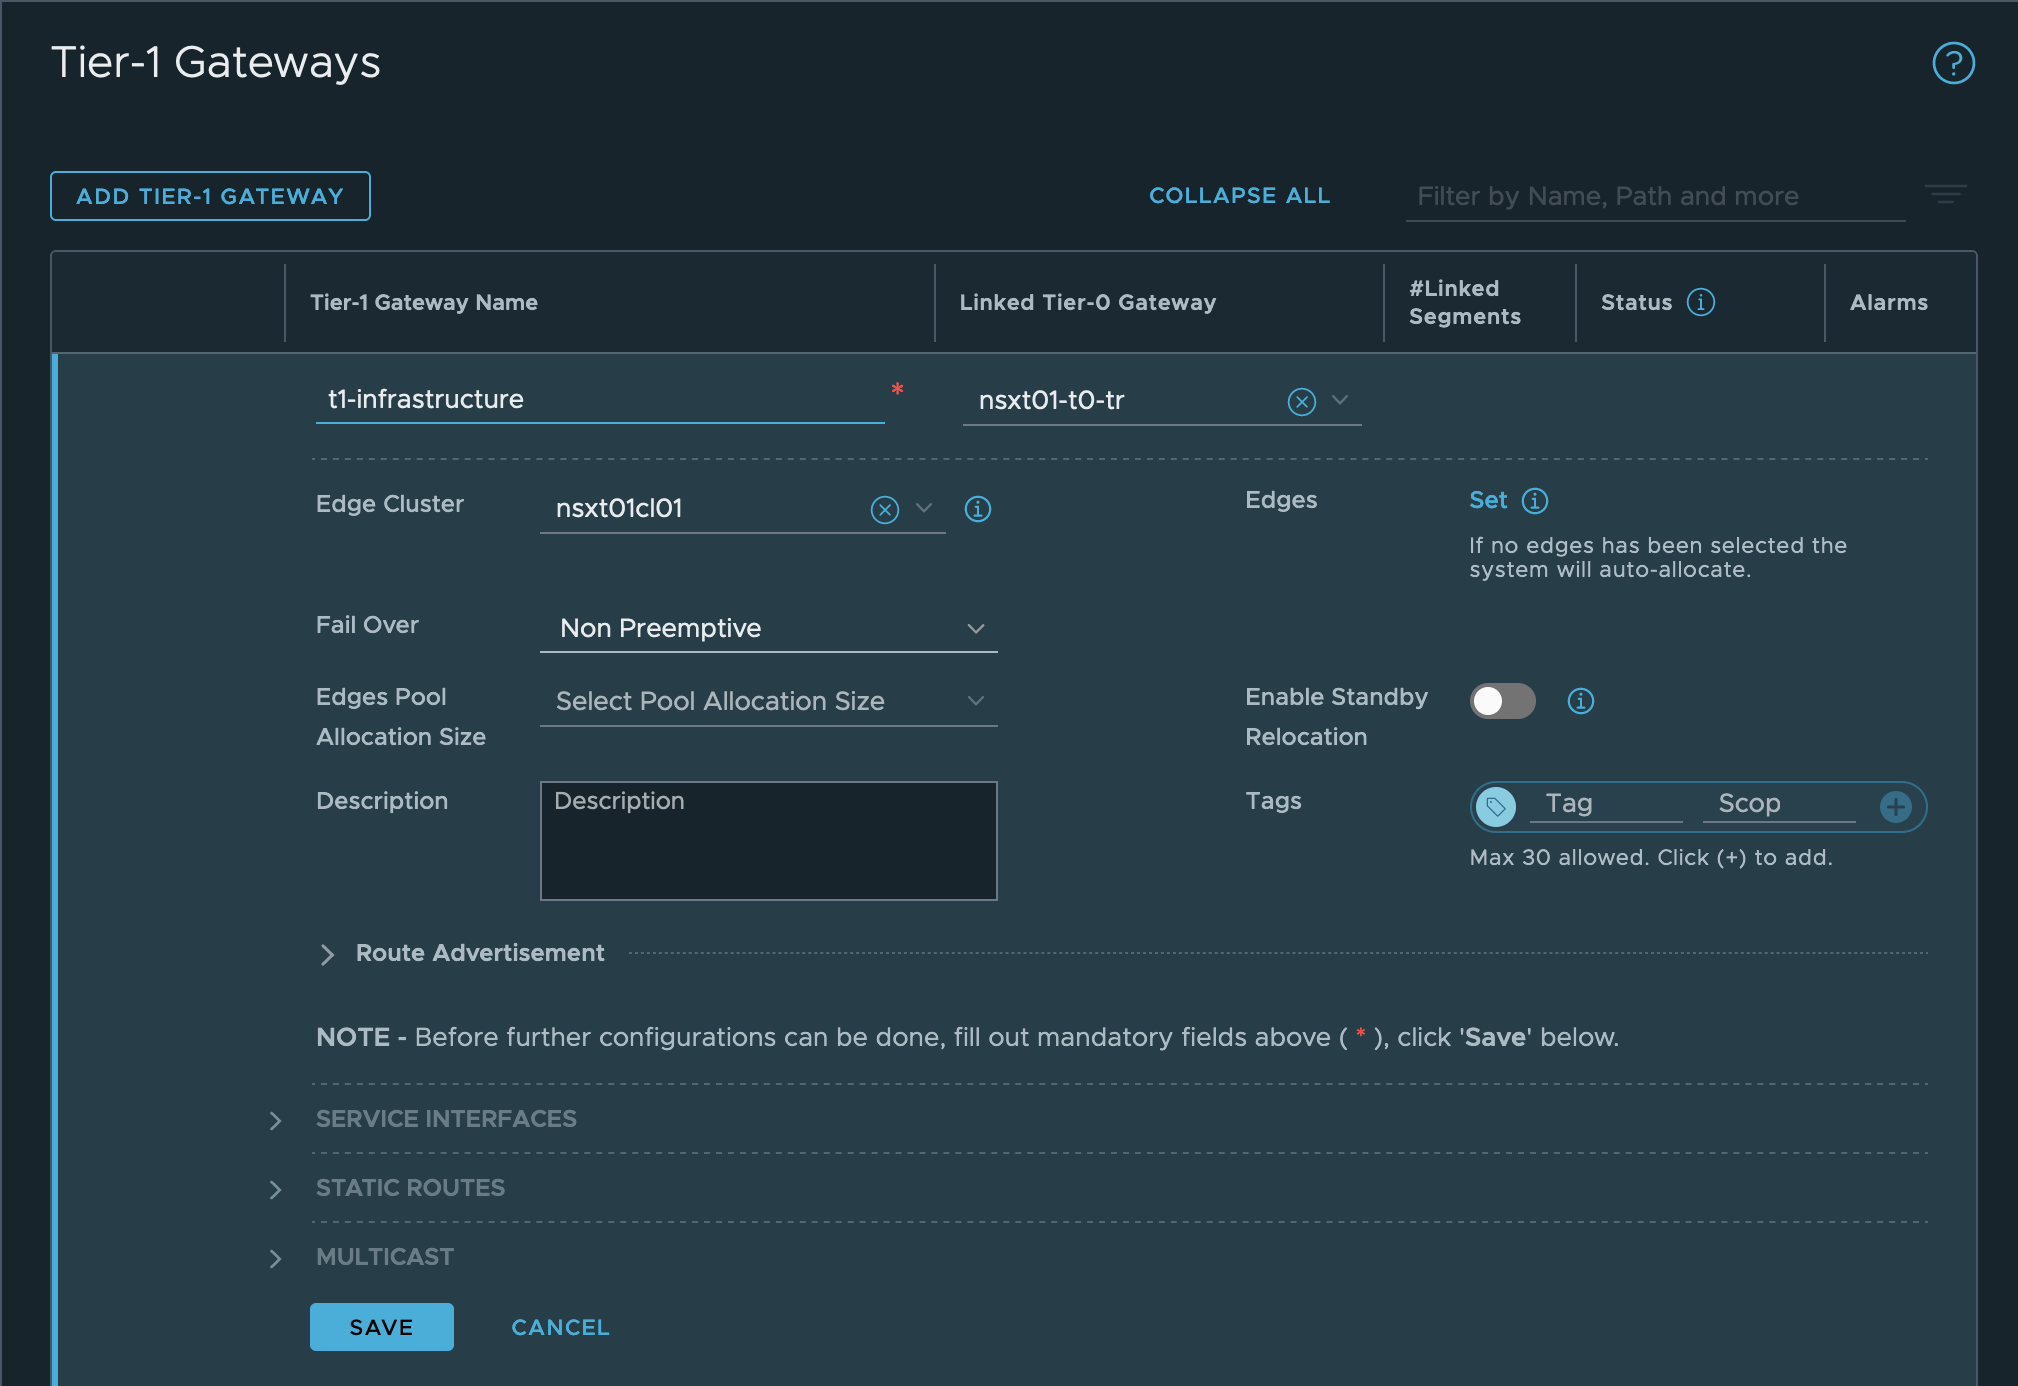 Tier-1 Gateways
?
ADD TIER-1 GATEWAY
COLLAPSE ALL
Filter by Name, Path and more
Tier-1 Gateway Name
Linked Tier-0 Gateway
#Linked
Segments
Status
Alarms
t1-infrastructure *
nsxt01-t0-tr
Edge Cluster
nsxt01cl01
Edges
Set
If no edges has been selected the
system will auto-allocate.
Fail Over
Non Preemptive
Edges Pool
Allocation Size
Select Pool Allocation Size
Enable Standby
Relocation
Description
Description
Tags
Tag
Scop
Max 30 allowed. Click (+) to add.
Route Advertisement
NOTE - Before further configurations can be done, fill out mandatory fields above ( * ), click 'Save' below.
SERVICE INTERFACES
STATIC ROUTES
MULTICAST
SAVE
CANCEL